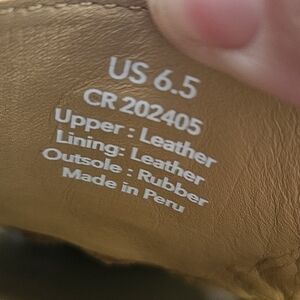 US 6.5
CR 202405
Upper : Leather
Lining: Leather
Outsole : Rubber
Made in Peru